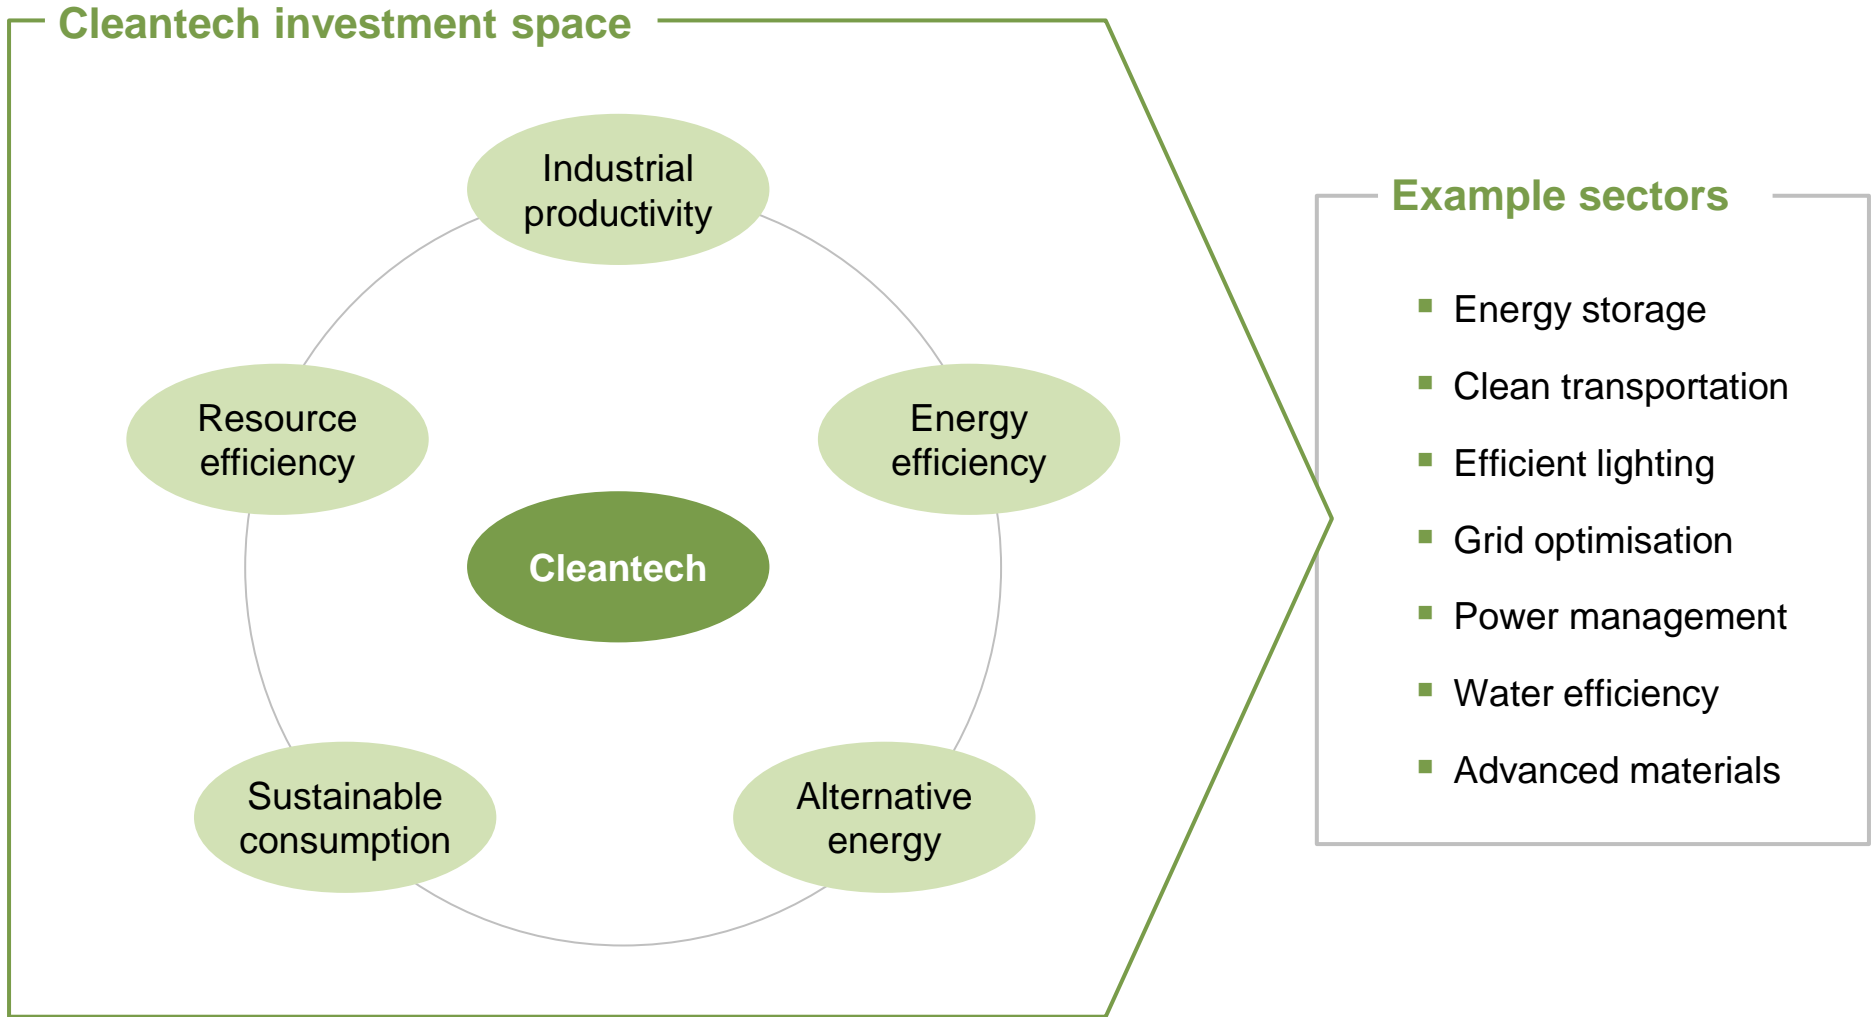 Cleantech investment space
Industrial
productivity
Resource
efficiency
Energy
efficiency
Cleantech
Sustainable
consumption
Alternative
energy
Example sectors
Energy storage
Clean transportation
Efficient lighting
Grid optimisation
Power management
Water efficiency
Advanced materials